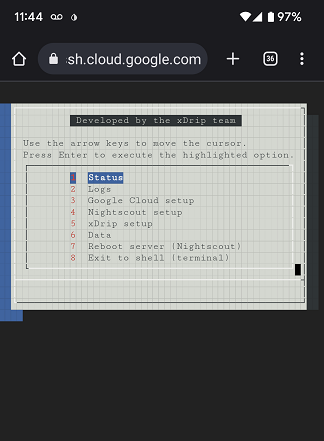 11:44
97%
sh.cloud.google.com
36
Developed by the xDrip team
Use the arrow keys to move the cursor.
Press Enter to execute the highlighted option.
1 Status
2 Logs
3 Google Cloud setup
4 Nightscout setup
5 xDrip setup
6 Data
7 Reboot server (Nightscout)
8 Exit to shell (terminal)